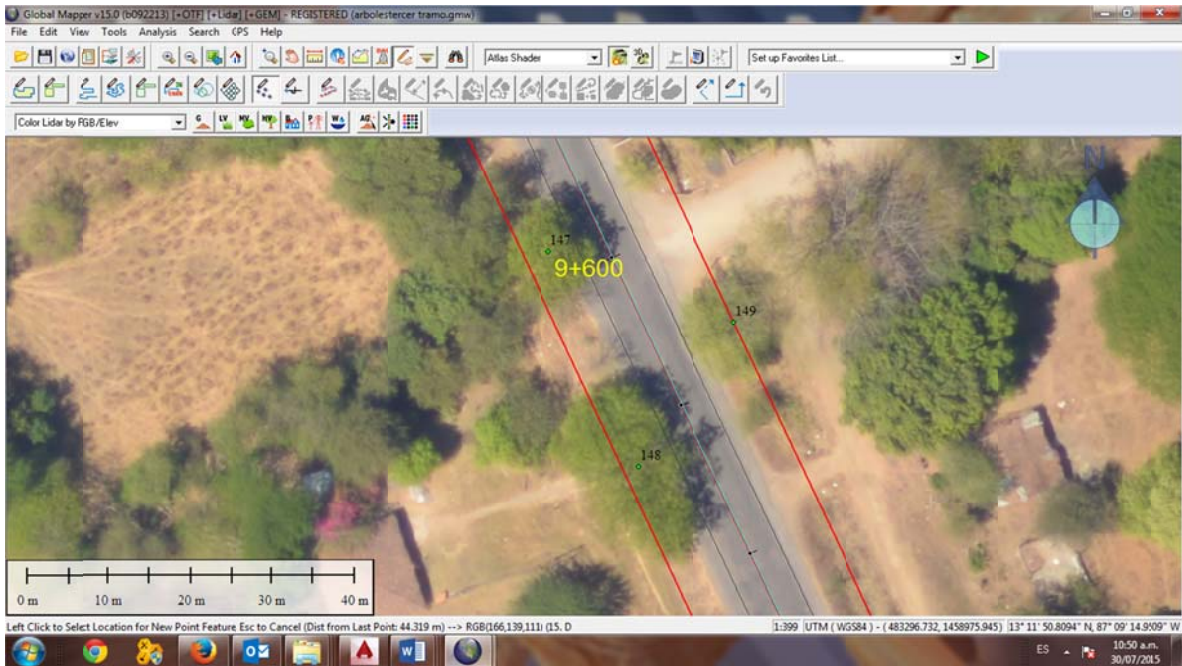 Global Mapper v15.0 (b092213) [+OTF] [+Lidar] [+GEM] - REGISTERED (arbolestercer tramo.gmw)
File Edit View Tools Analysis Search GPS Help
Atlas Shader
Set up Favorites List...
Color Lidar by RGB/Elev
N
147
9+600
149
148
0 m 10 m 20 m 30 m 40 m
Left Click to Select Location for New Point Feature Esc to Cancel (Dist from Last Point: 44.319 m) --> RGB(166,139,111) (15. D
1:399 UTM ( WGS84 ) - ( 483296.732, 1458975.945) 13° 11' 50.8094" N, 87° 09' 14.9509" W
ES
10:50 a.m.
30/07/2015